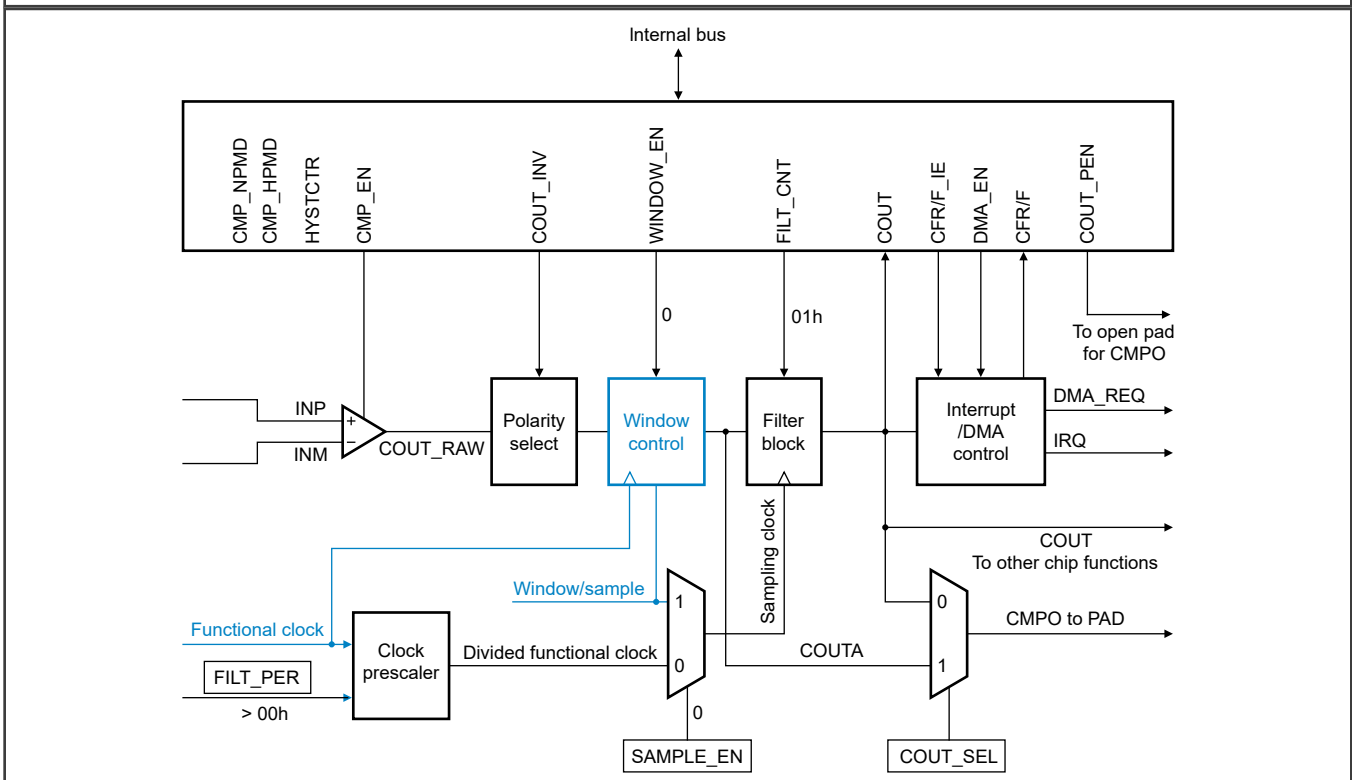 Internal bus
CMP_NPMD
CMP_HPMD
HYSTCTR
CMP_EN
COUT_INV
WINDOW_EN
FILT_CNT
COUT
CFR/F_IE
DMA_EN
CFR/F
COUT_PEN
0
01h
To open pad
for CMPO
INP
+
INM
−
COUT_RAW
Polarity
select
Window
control
Filter
block
Interrupt
/DMA
control
DMA_REQ
IRQ
Sampling clock
COUT
To other chip functions
Window/sample
1
0
Functional clock
Clock
prescaler
Divided functional clock
0
COUTA
1
CMPO to PAD
FILT_PER
> 00h
0
SAMPLE_EN
COUT_SEL